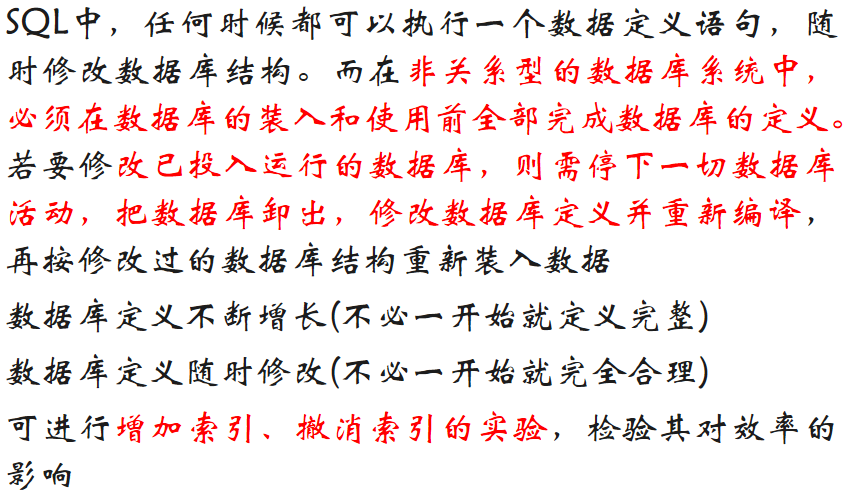 SQL中，任何时候都可以执行一个数据定义语句，随
时修改数据库结构。而在非关系型的数据库系统中，
必须在数据库的装入和使用前全部完成数据库的定义。
若要修改已投入运行的数据库，则需停下一切数据库
活动，把数据库卸出，修改数据库定义并重新编译，
再按修改过的数据库结构重新装入数据
数据库定义不断增长(不必一开始就定义完整)
数据库定义随时修改(不必一开始就完全合理)
可进行增加索引、撤消索引的实验，检验其对效率的
影响